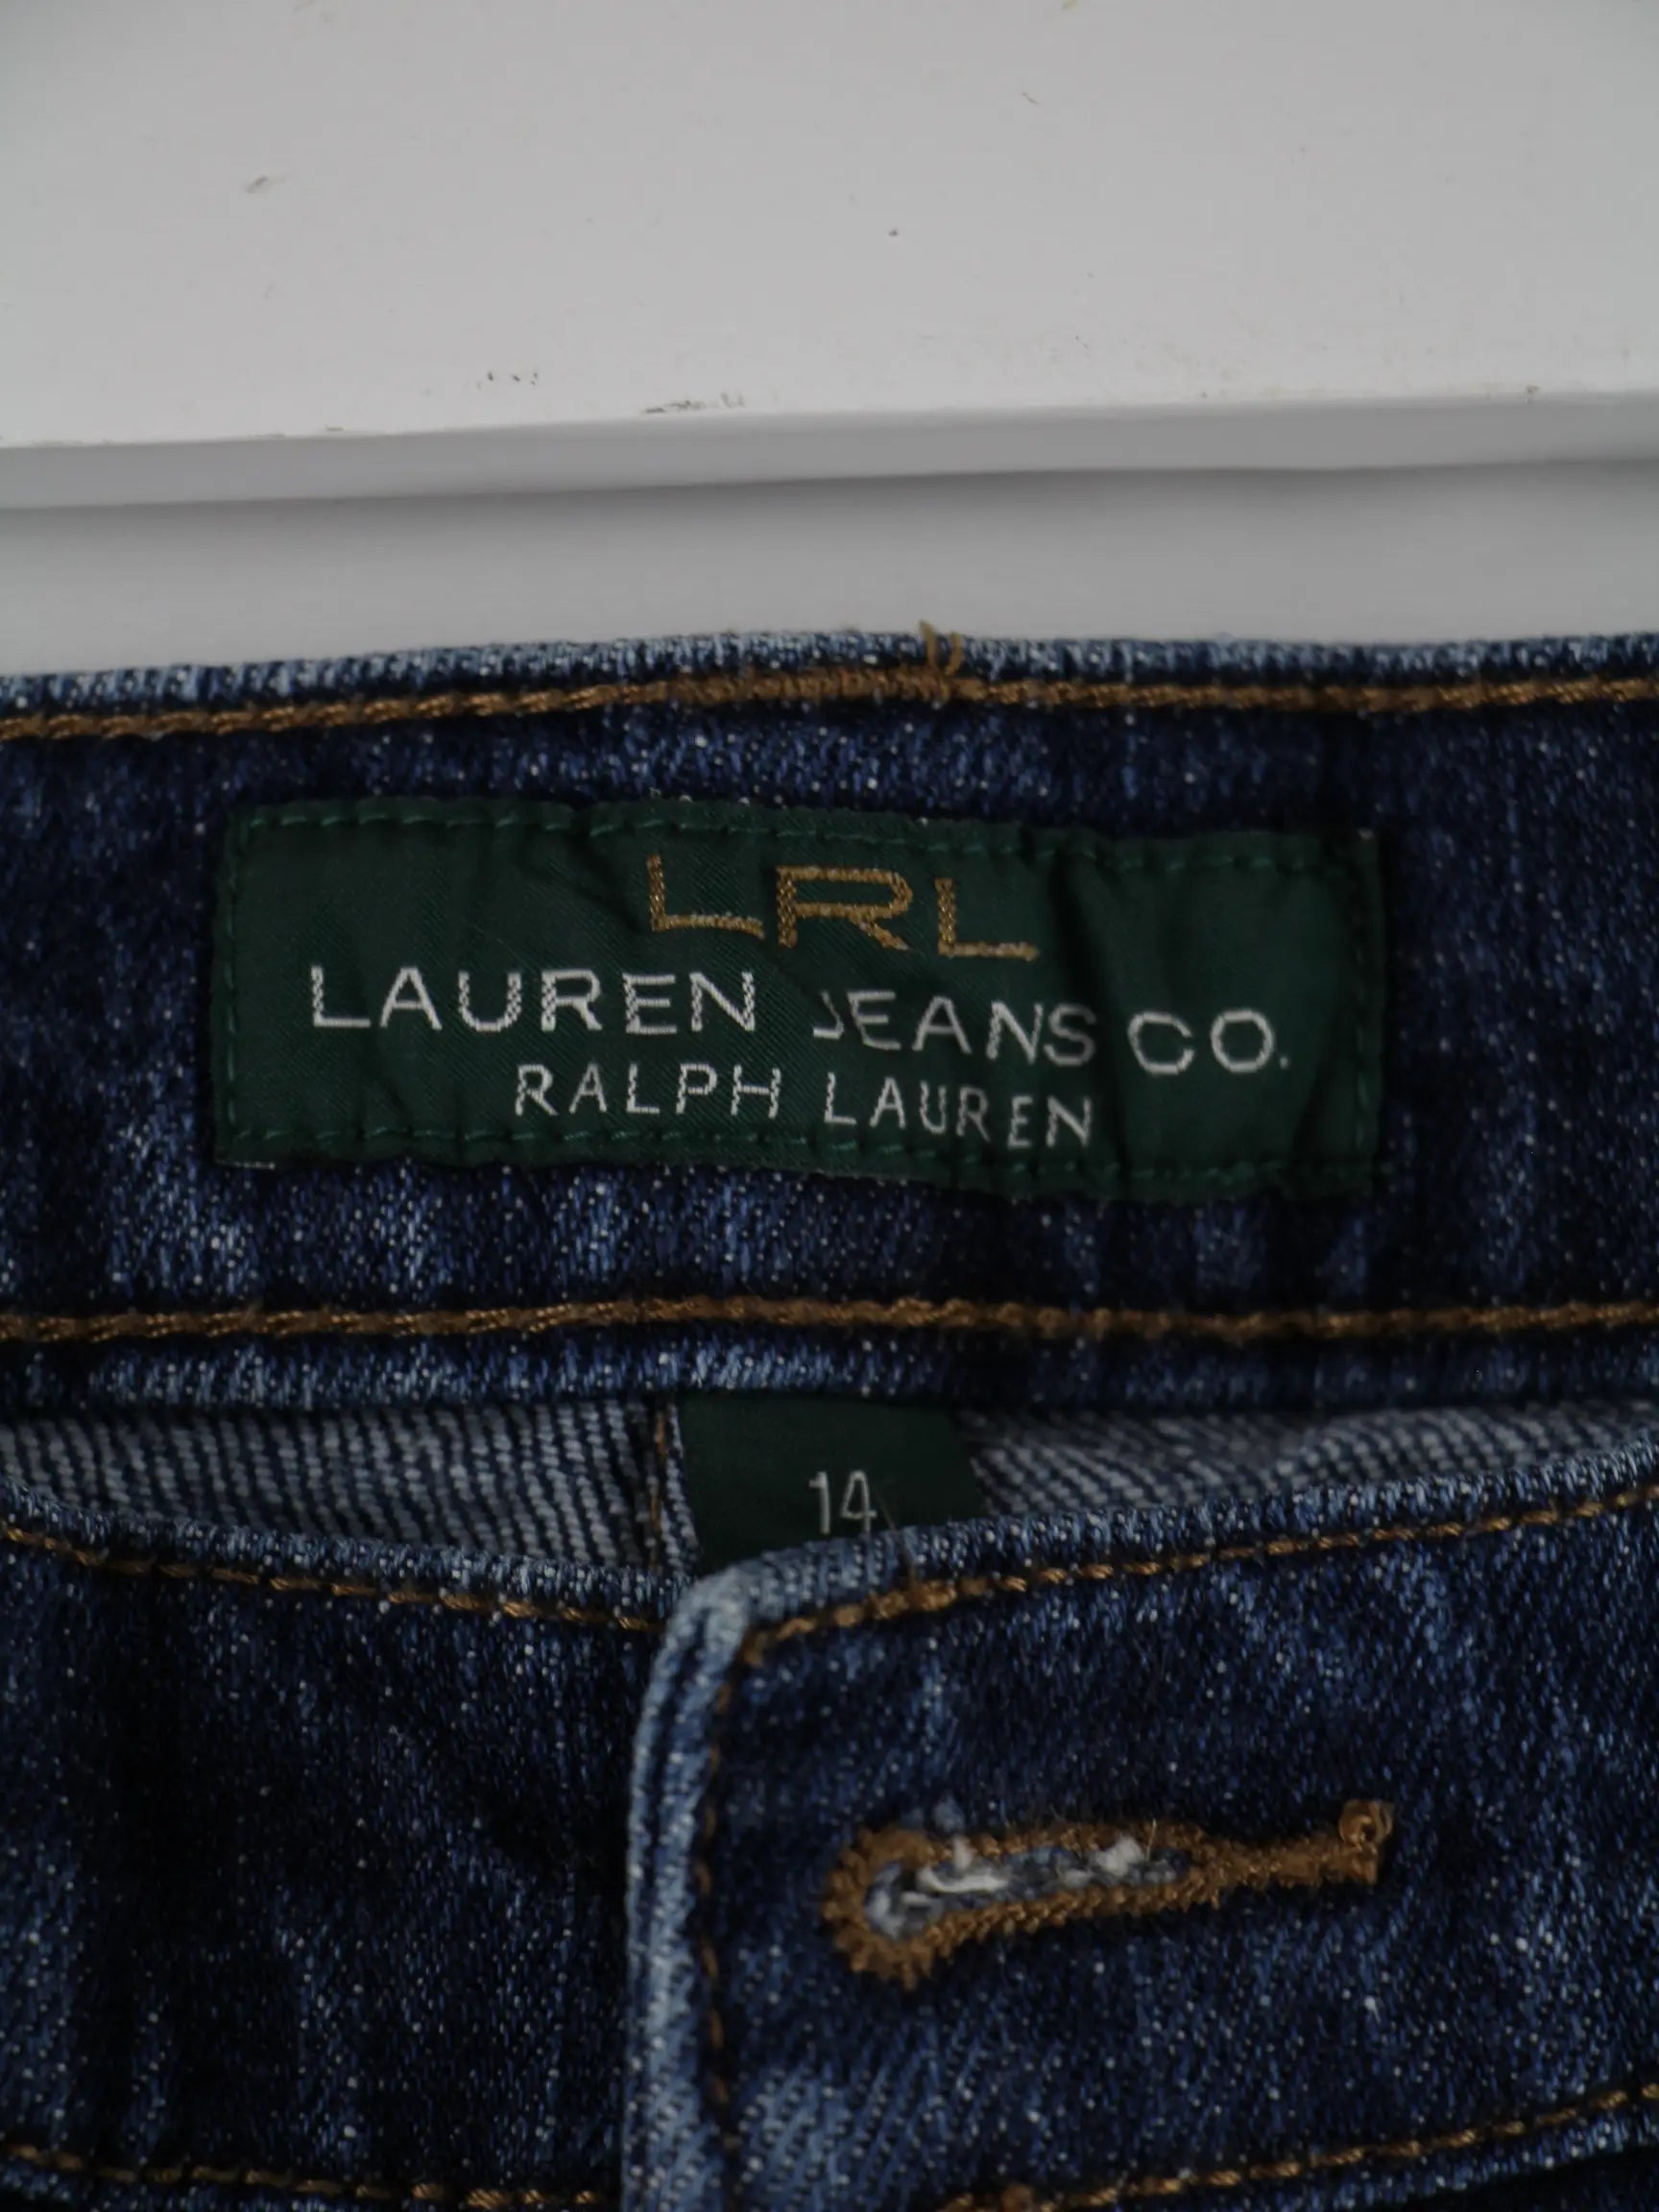 LRL
LAUREN JEANS CO.
RALPH LAUREN
14